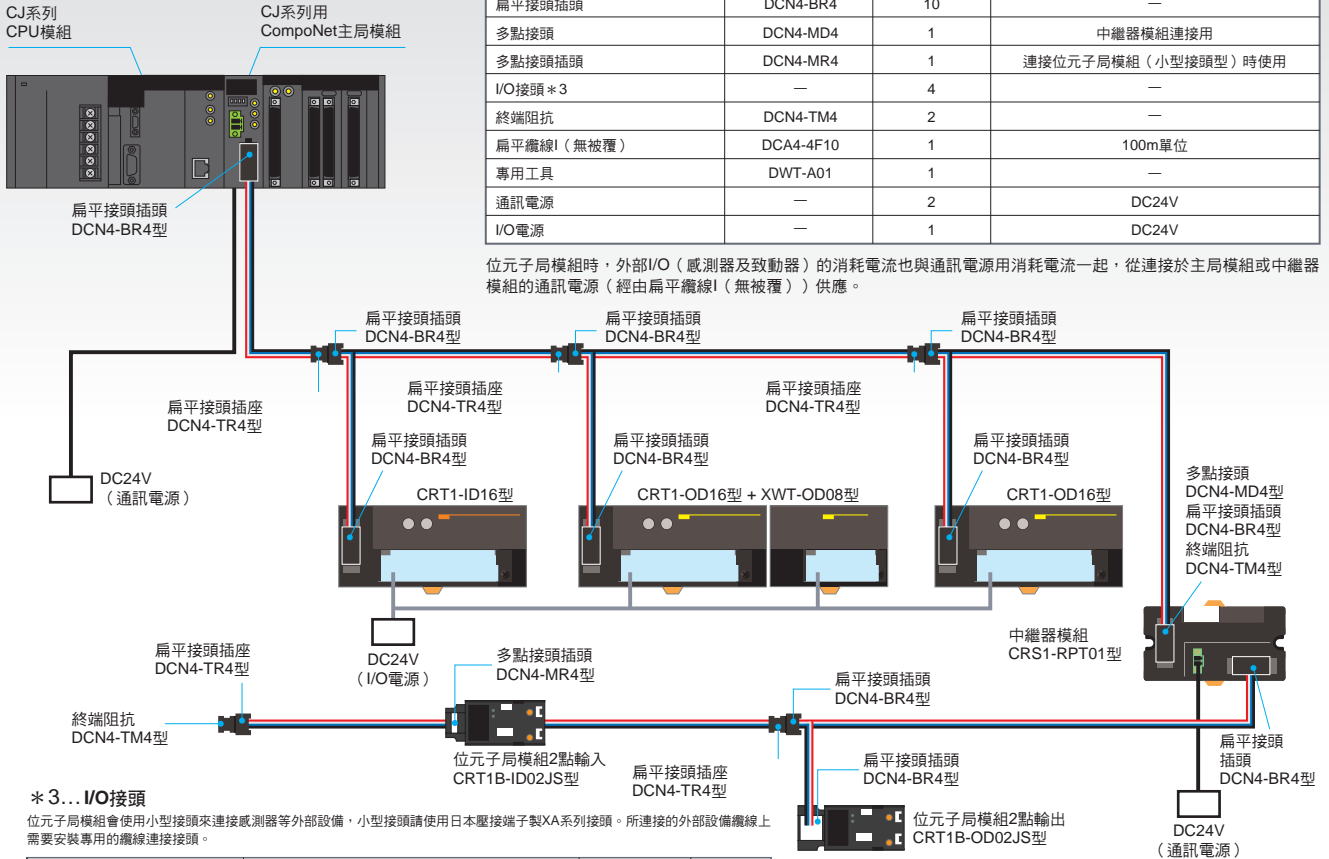 CJ系列
CPU模組
CJ系列用
CompoNet主局模組
扁平接頭插頭 DCN4-BR4 10 —
多點接頭 DCN4-MD4 1 中繼器模組連接用
多點接頭插頭 DCN4-MR4 1 連接位元子局模組（小型接頭型）時使用
I/O接頭＊3 — 4 —
終端阻抗 DCN4-TM4 2 —
扁平纜線I（無被覆） DCA4-4F10 1 100m單位
專用工具 DWT-A01 1 —
通訊電源 — 2 DC24V
I/O電源 — 1 DC24V
位元子局模組時，外部I/O（感測器及致動器）的消耗電流也與通訊電源用消耗電流一起，從連接於主局模組或中繼器
模組的通訊電源（經由扁平纜線I（無被覆））供應。
扁平接頭插頭
DCN4-BR4型
扁平接頭插頭
DCN4-BR4型
扁平接頭插頭
DCN4-BR4型
扁平接頭插頭
DCN4-BR4型
扁平接頭插座
DCN4-TR4型
扁平接頭插座
DCN4-TR4型
扁平接頭插座
DCN4-TR4型
扁平接頭插頭
DCN4-BR4型
扁平接頭插頭
DCN4-BR4型
扁平接頭插頭
DCN4-BR4型
DC24V
（通訊電源）
CRT1-ID16型
CRT1-OD16型 + XWT-OD08型
CRT1-OD16型
多點接頭
DCN4-MD4型
扁平接頭插頭
DCN4-BR4型
終端阻抗
DCN4-TM4型
中繼器模組
CRS1-RPT01型
DC24V
（I/O電源）
扁平接頭插座
DCN4-TR4型
多點接頭插頭
DCN4-MR4型
扁平接頭插頭
DCN4-BR4型
終端阻抗
DCN4-TM4型
位元子局模組2點輸入
CRT1B-ID02JS型
扁平接頭插座
DCN4-TR4型
扁平接頭插頭
DCN4-BR4型
扁平接頭
插頭
DCN4-BR4型
位元子局模組2點輸出
CRT1B-OD02JS型
DC24V
（通訊電源）
＊3…I/O接頭
位元子局模組會使用小型接頭來連接感測器等外部設備，小型接頭請使用日本壓接端子製XA系列接頭。所連接的外部設備纜線上
需要安裝專用的纜線連接接頭。